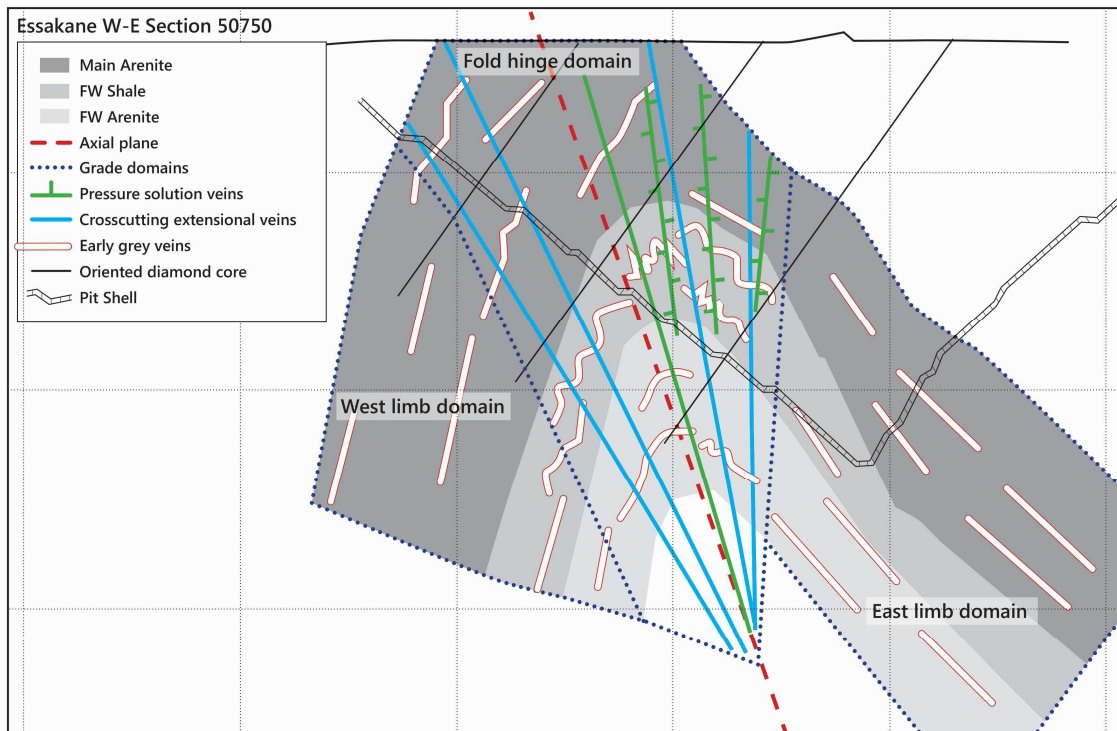 Essakane W-E Section 50750
Main Arenite
FW Shale
FW Arenite
Axial plane
Grade domains
Pressure solution veins
Crosscutting extensional veins
Early grey veins
Oriented diamond core
Pit Shell
Fold hinge domain
West limb domain
East limb domain